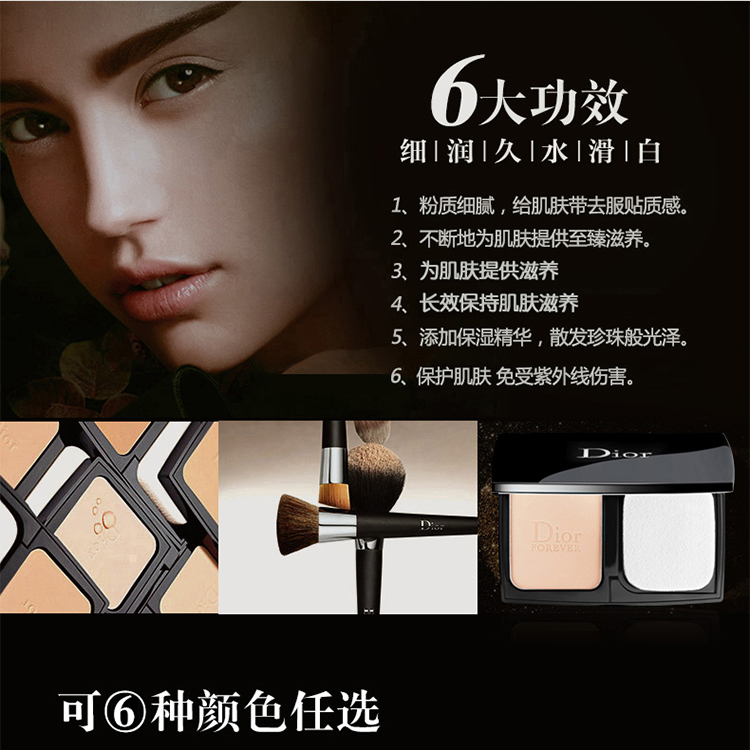 6大功效
细|润|久|水|滑|白
1、粉质细腻，给肌肤带去服贴质感。
2、不断地为肌肤提供至臻滋养。
3、为肌肤提供滋养
4、长效保持肌肤滋养
5、添加保湿精华，散发珍珠般光泽。
6、保护肌肤 免受紫外线伤害。
Dior
Dior
Dior
FOREVER
可⑥种颜色任选